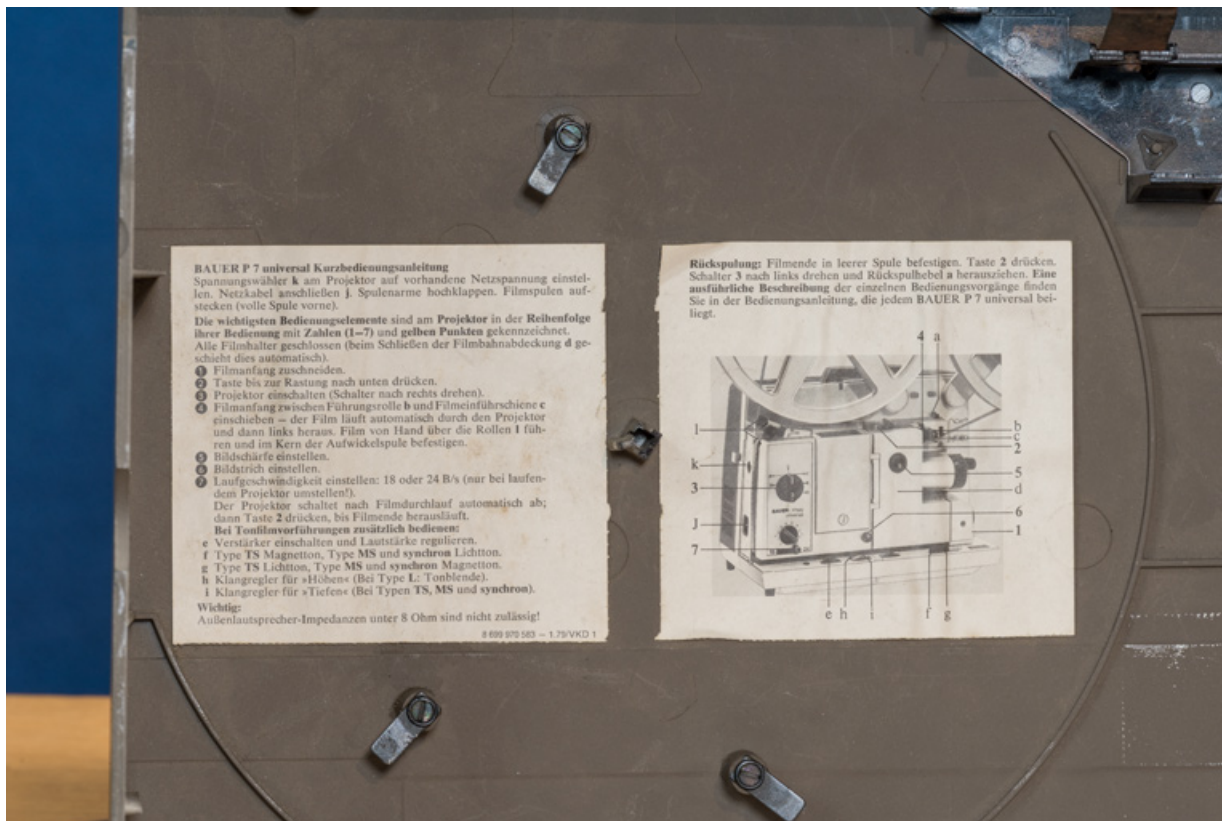 BAUER P 7 universal Kurzbedienungsanleitung
Spannungswähler k am Projektor auf vorhandene Netzspannung einstel-
len. Netzkabel anschließen j. Spulenarme hochklappen. Filmspulen auf-
stecken (volle Spule vorne).
Die wichtigsten Bedienungselemente sind am Projektor in der Reihenfolge
ihrer Bedienung mit Zahlen (1–7) und gelben Punkten gekennzeichnet.
Alle Filmhalter geschlossen (beim Schließen der Filmbahnabdeckung d ge-
schieht dies automatisch).
1 Filmanfang zuschneiden.
2 Taste bis zur Rastung nach unten drücken.
3 Projektor einschalten (Schalter nach rechts drehen).
4 Filmanfang zwischen Führungsrolle b und Filmeinführschiene c
einschieben – der Film läuft automatisch durch den Projektor
und dann links heraus. Film von Hand über die Rollen l füh-
ren und im Kern der Aufwickelspule befestigen.
5 Bildschärfe einstellen.
6 Bildstrich einstellen.
7 Laufgeschwindigkeit einstellen: 18 oder 24 B/s (nur bei laufen-
dem Projektor umstellen!).
Der Projektor schaltet nach Filmdurchlauf automatisch ab;
dann Taste 2 drücken, bis Filmende herausläuft.
Bei Tonfilmvorführungen zusätzlich bedienen:
e Verstärker einschalten und Lautstärke regulieren.
f Type TS Magnetton, Type MS und synchron Lichtton.
g Type TS Lichtton, Type MS und synchron Magnetton.
h Klangregler für »Höhen« (Bei Type L: Tonblende).
i Klangregler für »Tiefen« (Bei Typen TS, MS und synchron).
Wichtig:
Außenlautsprecher-Impedanzen unter 8 Ohm sind nicht zulässig!
8 699 970 583 – 1.79/VKD 1
Rückspulung: Filmende in leerer Spule befestigen. Taste 2 drücken.
Schalter 3 nach links drehen und Rückspulhebel a herausziehen. Eine
ausführliche Beschreibung der einzelnen Bedienungsvorgänge finden
Sie in der Bedienungsanleitung, die jedem BAUER P 7 universal bei-
liegt.
4 a
l
b
c
2
k
5
3
d
6
J
1
7
e h i f g
BAUER